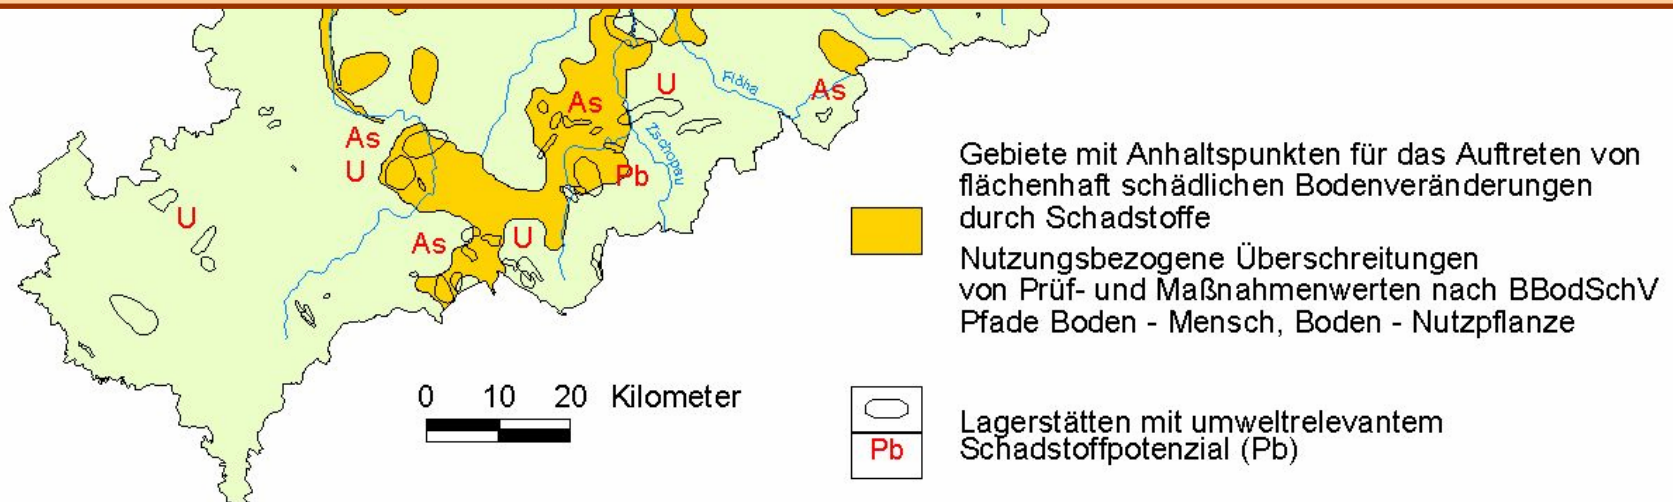 Flöha
U
As
As
As
U
Zschopau
Pb
U
As
U
Gebiete mit Anhaltspunkten für das Auftreten von
flächenhaft schädlichen Bodenveränderungen
durch Schadstoffe
Nutzungsbezogene Überschreitungen
von Prüf- und Maßnahmenwerten nach BBodSchV
Pfade Boden - Mensch, Boden - Nutzpflanze
0 10 20 Kilometer
Pb
Lagerstätten mit umweltrelevantem
Schadstoffpotenzial (Pb)